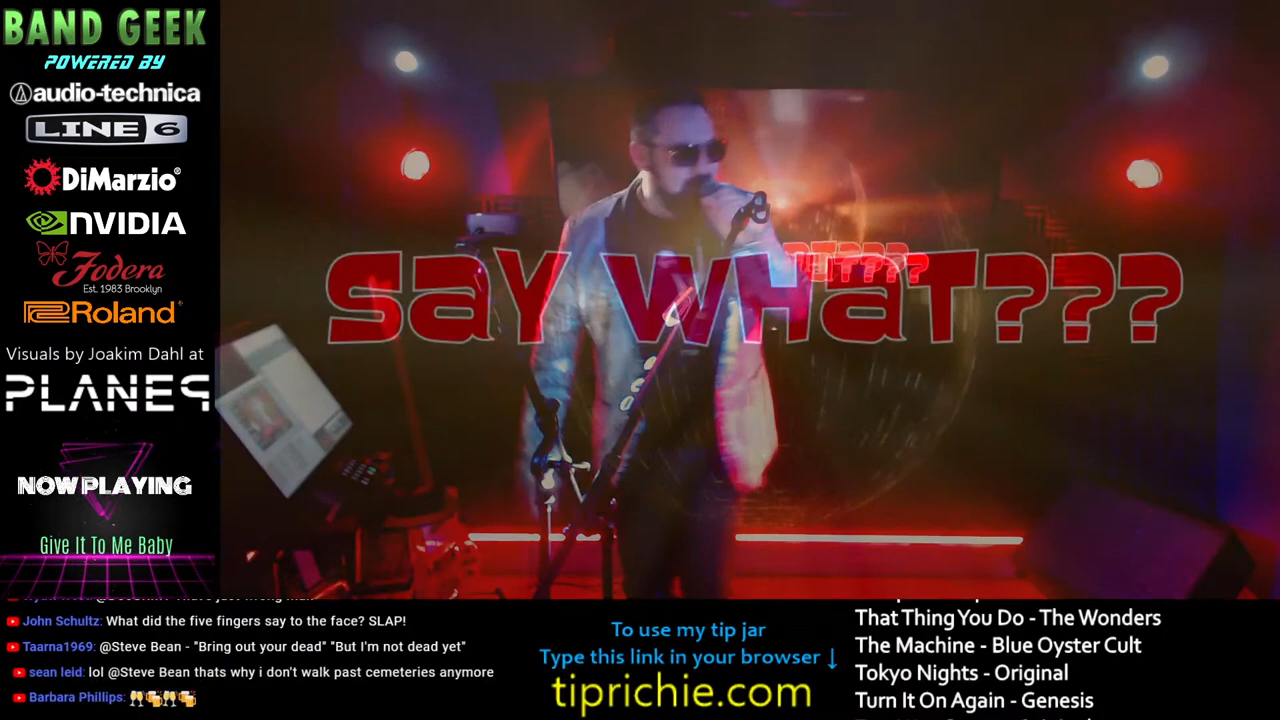 BAND GEEK
POWERED BY
audio-technica
LINE 6
DiMarzio®
NVIDIA
Fodera
Est. 1983 Brooklyn
Roland®
Visuals by Joakim Dahl at
PLANE9
NOW PLAYING
Give It To Me Baby
SAY WHAT???
John Schultz: What did the five fingers say to the face? SLAP!
Taarna1969: @Steve Bean - "Bring out your dead" "But I'm not dead yet"
sean leid: lol @Steve Bean thats why i don't walk past cemeteries anymore
Barbara Phillips: 🥂🍻🥂🍻
To use my tip jar
Type this link in your browser ↓
tiprichie.com
That Thing You Do - The Wonders
The Machine - Blue Oyster Cult
Tokyo Nights - Original
Turn It On Again - Genesis